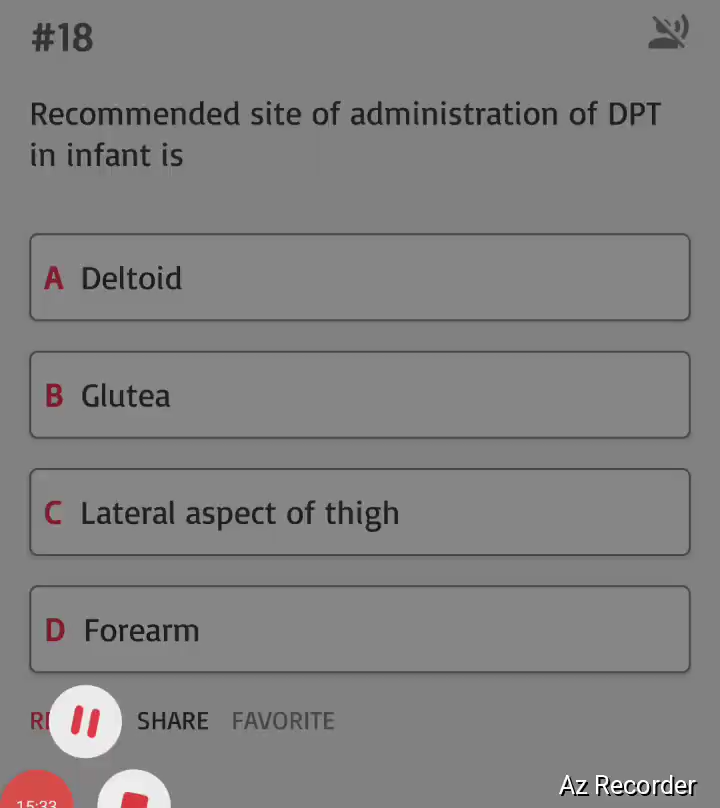 #18
Recommended site of administration of DPT
in infant is
A Deltoid
B Glutea
C Lateral aspect of thigh
D Forearm
SHARE FAVORITE
15:33
Az Recorder